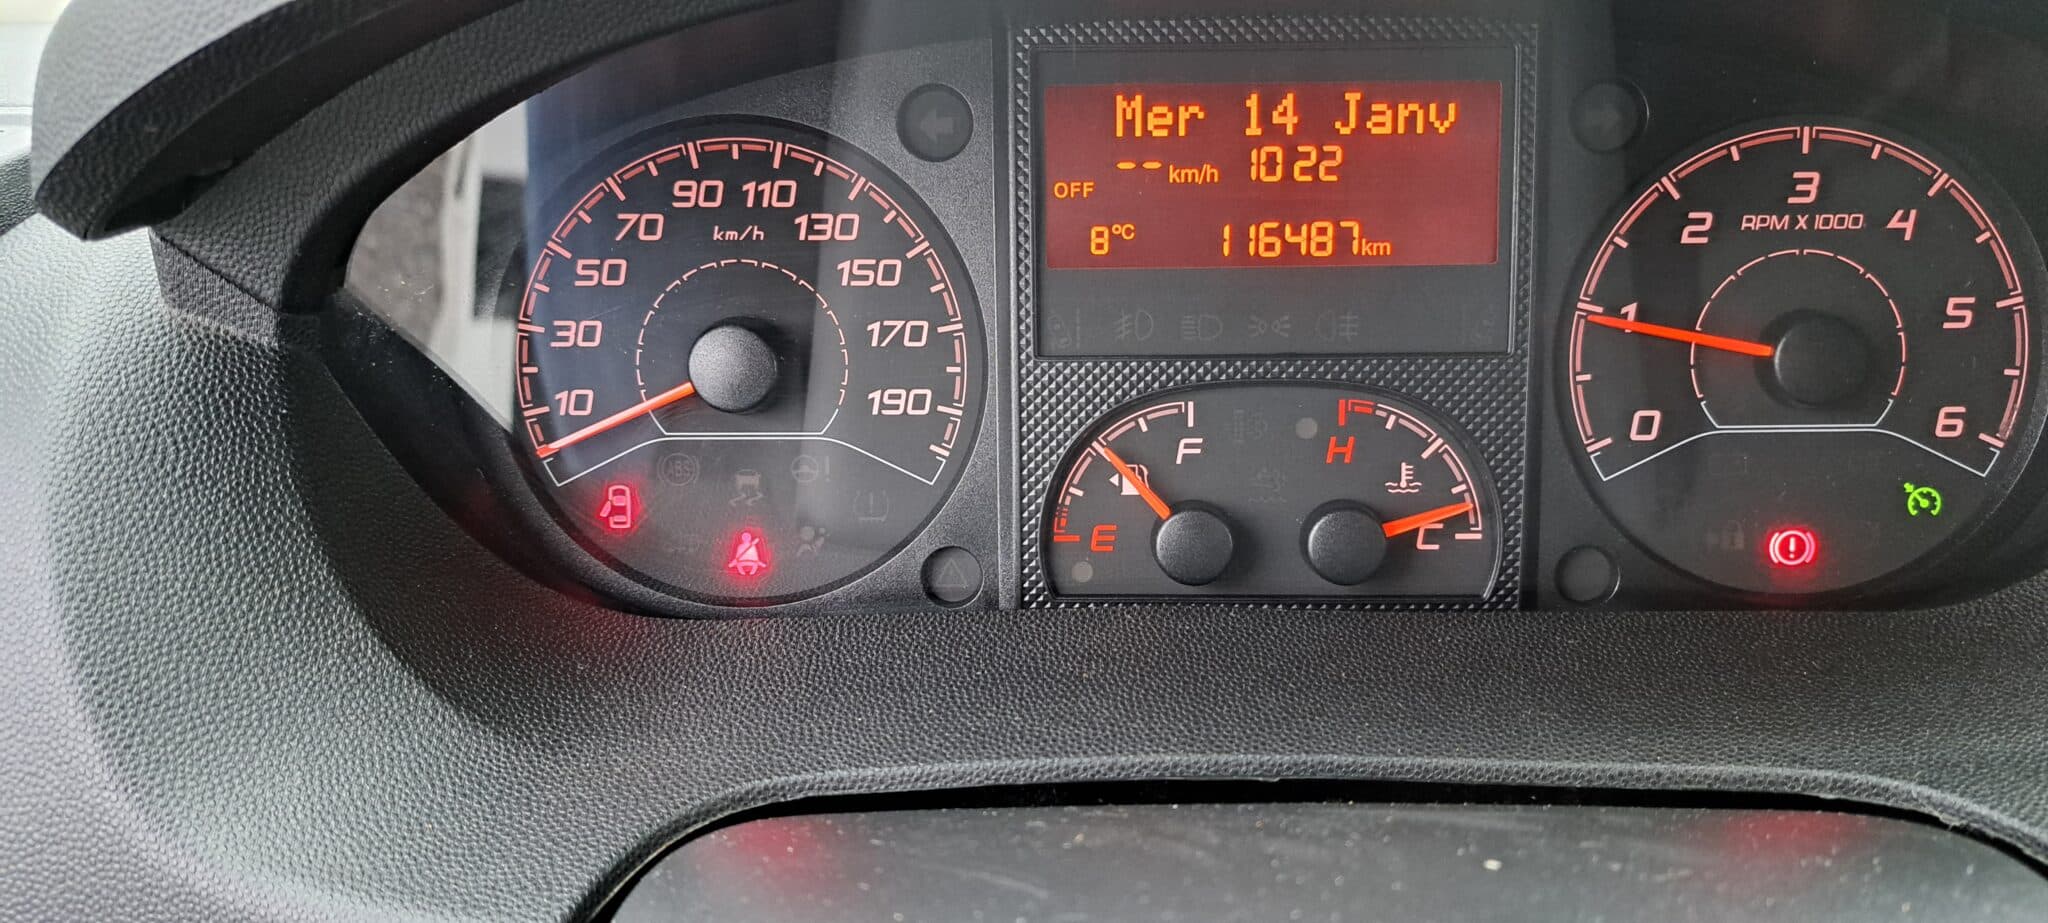 Mer 14 Janv
-- km/h 10 22
OFF
8°C 116487km
10
30
50
70
90
110
130
150
170
190
km/h
ABS
F
E
H
C
0
1
2
3
4
5
6
RPM X 1000